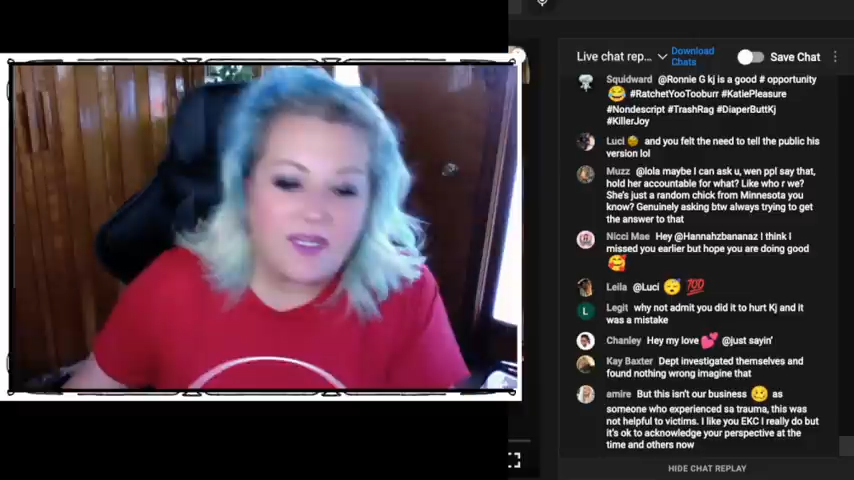 Live chat rep...
Download
Chats
Save Chat
Squidward @Ronnie G kj is a good # opportunity
😂 #RatchetYooTooburr #KatiePleasure
#Nondescript #TrashRag #DiaperButtKj
#KillerJoy
Luci and you felt the need to tell the public his
version lol
Muzz @lola maybe I can ask u, wen ppl say that,
hold her accountable for what? Like who r we?
She's just a random chick from Minnesota you
know? Genuinely asking btw always trying to get
the answer to that
Nicci Mae Hey @Hannahzbananaz I think I
missed you earlier but hope you are doing good
🥰
Leila @Luci 😴 💯
L
Legit why not admit you did it to hurt Kj and it
was a mistake
Chanley Hey my love 💕 @just sayin'
Kay Baxter Dept investigated themselves and
found nothing wrong imagine that
amire But this isn't our business 🥴 as
someone who experienced sa trauma, this was
not helpful to victims. I like you EKC I really do but
it's ok to acknowledge your perspective at the
time and others now
HIDE CHAT REPLAY